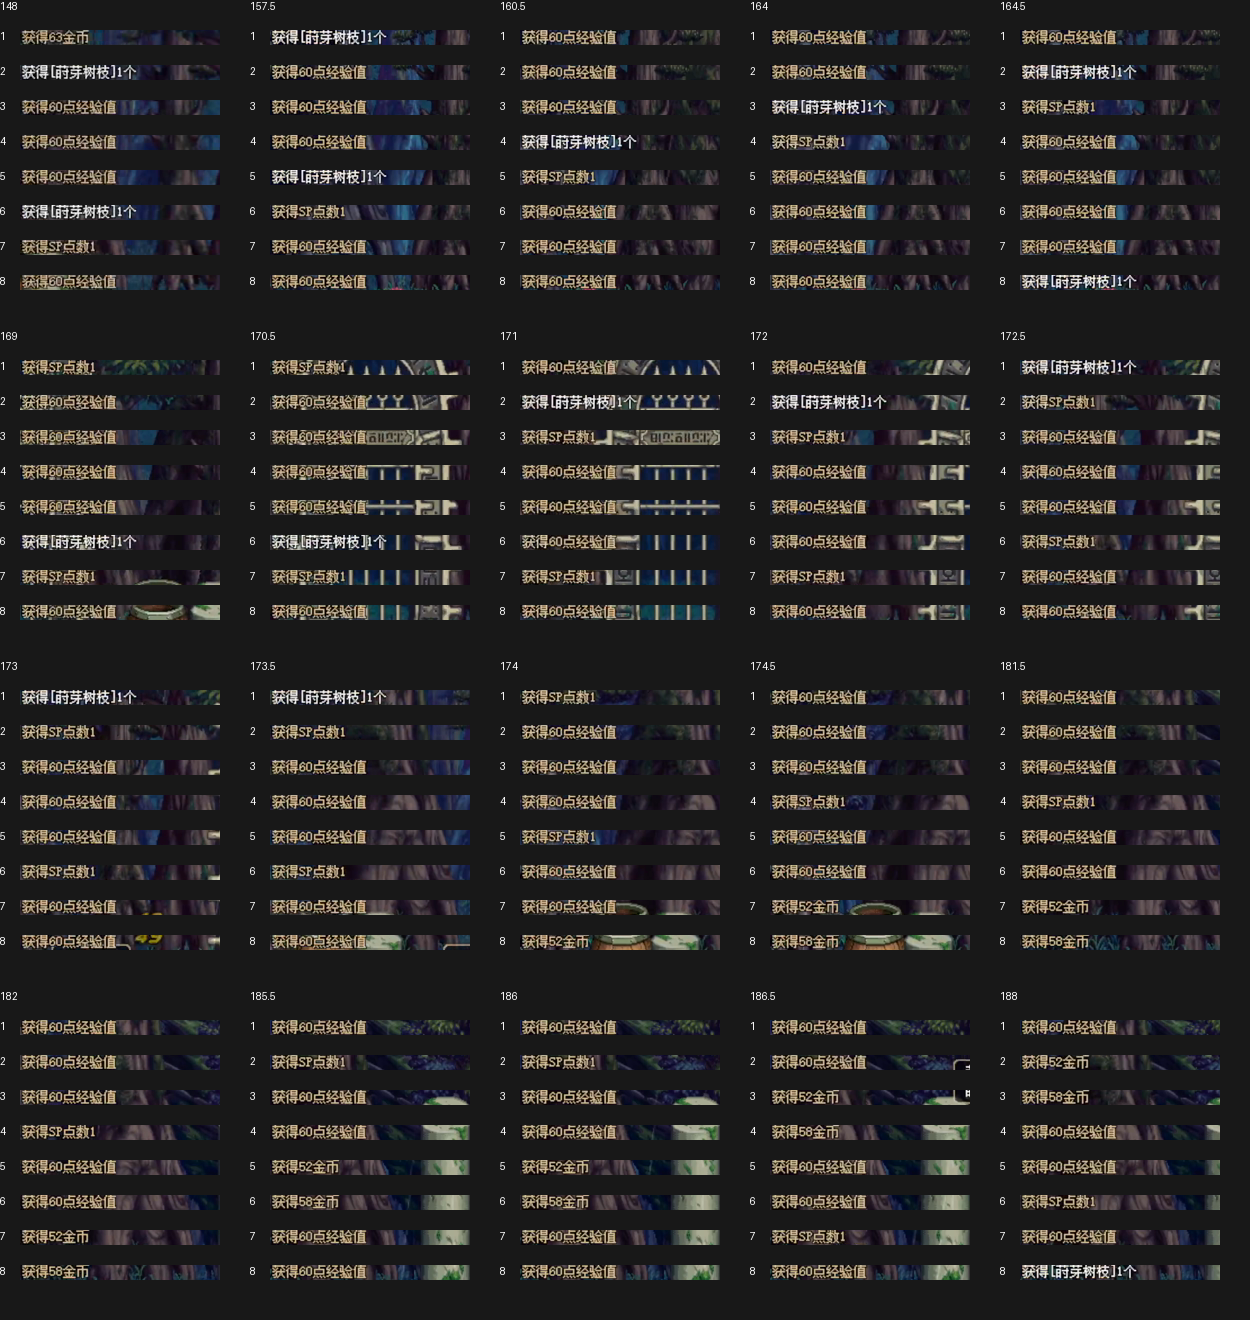 148
1 获得63金币
2 获得[莳芽树枝]1个
3 获得60点经验值
4 获得60点经验值
5 获得60点经验值
6 获得[莳芽树枝]1个
7 获得SP点数1
8 获得60点经验值
157.5
1 获得[莳芽树枝]1个
2 获得60点经验值
3 获得60点经验值
4 获得60点经验值
5 获得[莳芽树枝]1个
6 获得SP点数1
7 获得60点经验值
8 获得60点经验值
160.5
1 获得60点经验值
2 获得60点经验值
3 获得60点经验值
4 获得[莳芽树枝]1个
5 获得SP点数1
6 获得60点经验值
7 获得60点经验值
8 获得60点经验值
164
1 获得60点经验值
2 获得60点经验值
3 获得[莳芽树枝]1个
4 获得SP点数1
5 获得60点经验值
6 获得60点经验值
7 获得60点经验值
8 获得60点经验值
164.5
1 获得60点经验值
2 获得[莳芽树枝]1个
3 获得SP点数1
4 获得60点经验值
5 获得60点经验值
6 获得60点经验值
7 获得60点经验值
8 获得[莳芽树枝]1个
169
1 获得SP点数1
2 获得60点经验值
3 获得60点经验值
4 获得60点经验值
5 获得60点经验值
6 获得[莳芽树枝]1个
7 获得SP点数1
8 获得60点经验值
170.5
1 获得SP点数1
2 获得60点经验值
3 获得60点经验值
4 获得60点经验值
5 获得60点经验值
6 获得[莳芽树枝]1个
7 获得SP点数1
8 获得60点经验值
171
1 获得60点经验值
2 获得[莳芽树枝]1个
3 获得SP点数1
4 获得60点经验值
5 获得60点经验值
6 获得60点经验值
7 获得SP点数1
8 获得60点经验值
172
1 获得60点经验值
2 获得[莳芽树枝]1个
3 获得SP点数1
4 获得60点经验值
5 获得60点经验值
6 获得60点经验值
7 获得SP点数1
8 获得60点经验值
172.5
1 获得[莳芽树枝]1个
2 获得SP点数1
3 获得60点经验值
4 获得60点经验值
5 获得60点经验值
6 获得SP点数1
7 获得60点经验值
8 获得60点经验值
173
1 获得[莳芽树枝]1个
2 获得SP点数1
3 获得60点经验值
4 获得60点经验值
5 获得60点经验值
6 获得SP点数1
7 获得60点经验值
8 获得60点经验值 49
173.5
1 获得[莳芽树枝]1个
2 获得SP点数1
3 获得60点经验值
4 获得60点经验值
5 获得60点经验值
6 获得SP点数1
7 获得60点经验值
8 获得60点经验值
174
1 获得SP点数1
2 获得60点经验值
3 获得60点经验值
4 获得60点经验值
5 获得SP点数1
6 获得60点经验值
7 获得60点经验值
8 获得52金币
174.5
1 获得60点经验值
2 获得60点经验值
3 获得60点经验值
4 获得SP点数1
5 获得60点经验值
6 获得60点经验值
7 获得52金币
8 获得58金币
181.5
1 获得60点经验值
2 获得60点经验值
3 获得60点经验值
4 获得SP点数1
5 获得60点经验值
6 获得60点经验值
7 获得52金币
8 获得58金币
182
1 获得60点经验值
2 获得60点经验值
3 获得60点经验值
4 获得SP点数1
5 获得60点经验值
6 获得60点经验值
7 获得52金币
8 获得58金币
185.5
1 获得60点经验值
2 获得SP点数1
3 获得60点经验值
4 获得60点经验值
5 获得52金币
6 获得58金币
7 获得60点经验值
8 获得60点经验值
186
1 获得60点经验值
2 获得SP点数1
3 获得60点经验值
4 获得60点经验值
5 获得52金币
6 获得58金币
7 获得60点经验值
8 获得60点经验值
186.5
1 获得60点经验值
2 获得60点经验值
3 获得52金币
4 获得58金币
5 获得60点经验值
6 获得60点经验值
7 获得SP点数1
8 获得60点经验值
188
1 获得60点经验值
2 获得52金币
3 获得58金币
4 获得60点经验值
5 获得60点经验值
6 获得SP点数1
7 获得60点经验值
8 获得[莳芽树枝]1个